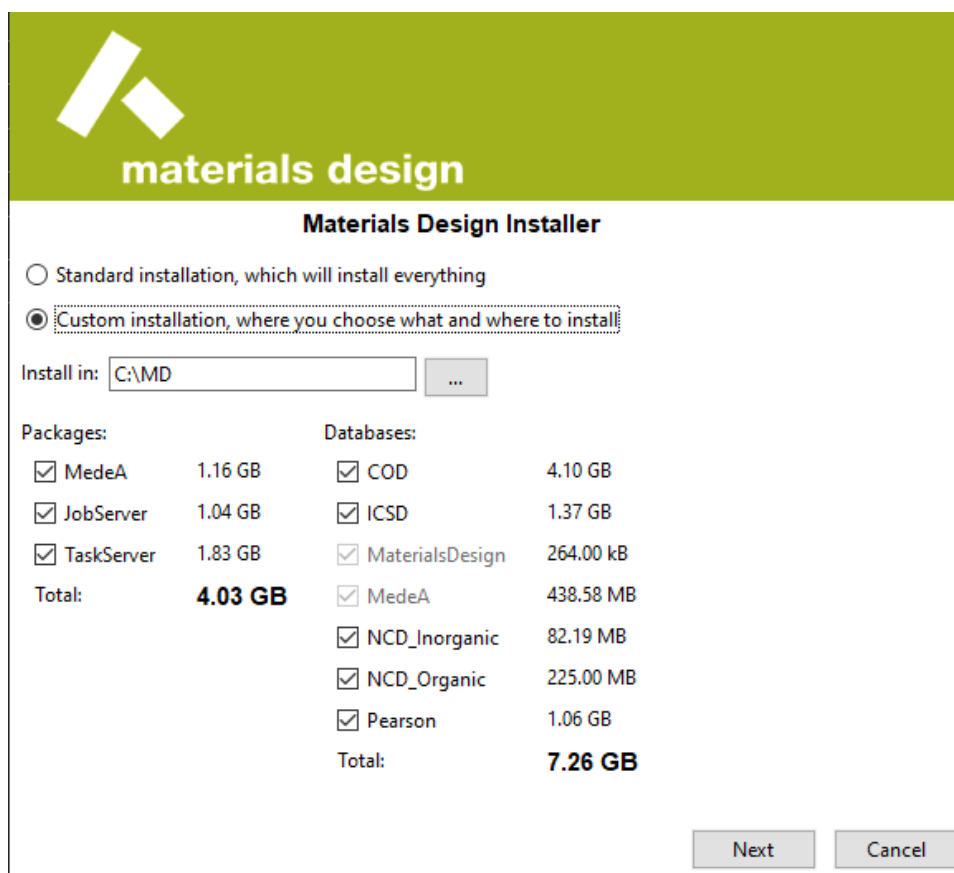 materials design
Materials Design Installer
Standard installation, which will install everything
Custom installation, where you choose what and where to install
Install in: C:\MD ...
Packages: Databases:
MedeA 1.16 GB COD 4.10 GB
JobServer 1.04 GB ICSD 1.37 GB
TaskServer 1.83 GB MaterialsDesign 264.00 kB
Total: 4.03 GB MedeA 438.58 MB
NCD_Inorganic 82.19 MB
NCD_Organic 225.00 MB
Pearson 1.06 GB
Total: 7.26 GB
Next Cancel